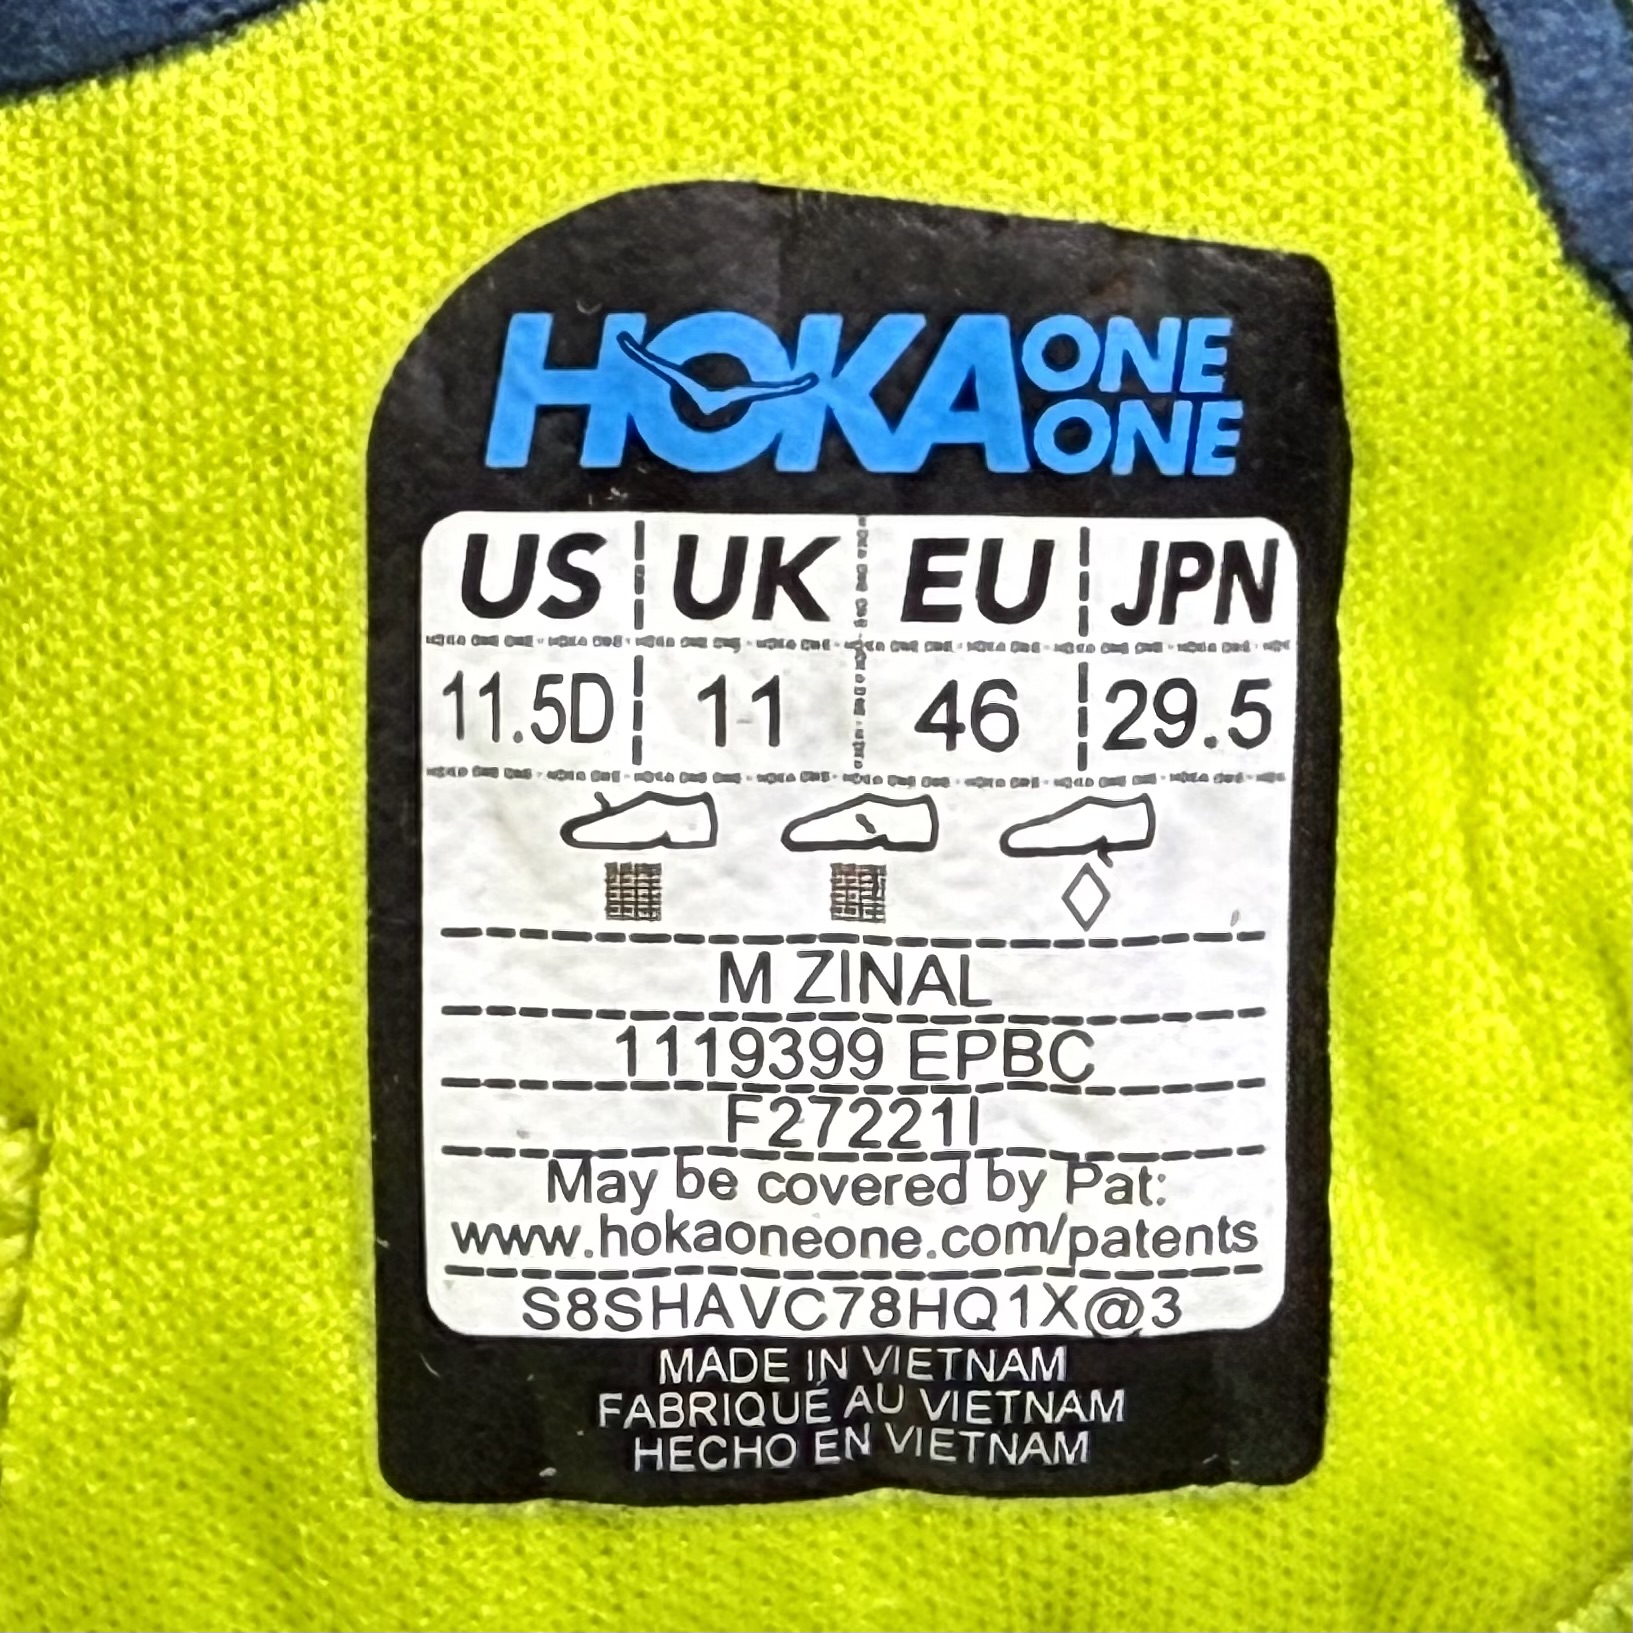 HOKA ONE ONE
US UK EU JPN
11.5D 11 46 29.5
M ZINAL
1119399 EPBC
F27221I
May be covered by Pat:
www.hokaoneone.com/patents
S8SHAVC78HQ1X@3
MADE IN VIETNAM
FABRIQUÉ AU VIETNAM
HECHO EN VIETNAM